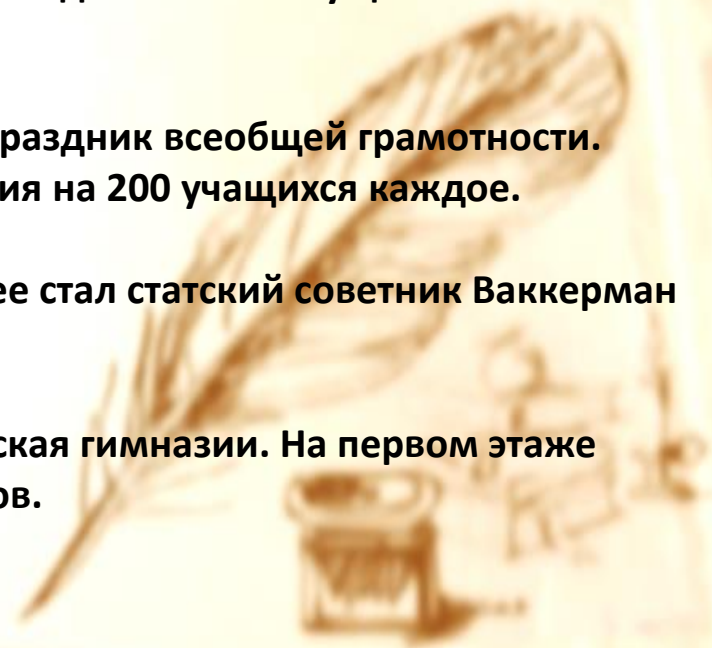 раздник всеобщей грамотности.
ия на 200 учащихся каждое.
ее стал статский советник Ваккерман
ская гимназии. На первом этаже
ов.